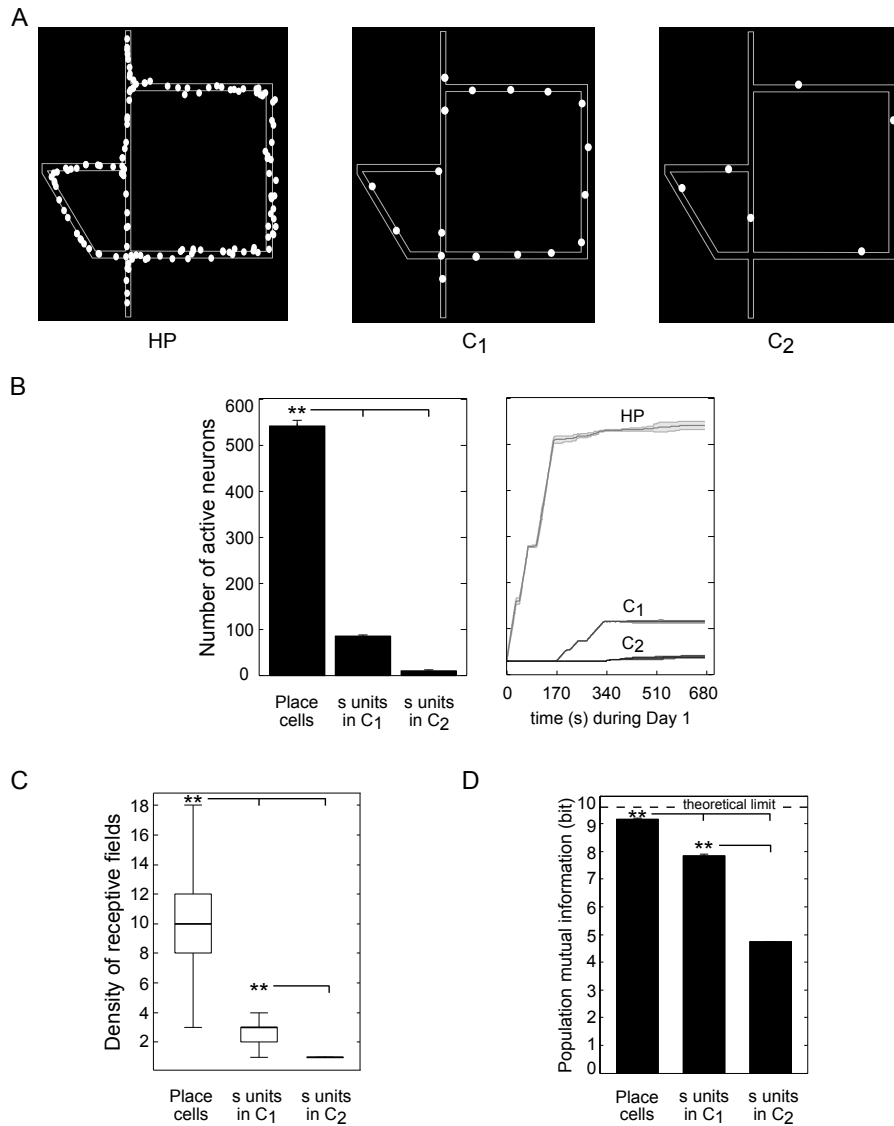 A
HP
C1
C2
B
Number of active neurons
600
500
400
300
200
100
0
**
Place cells
s units in C1
s units in C2
HP
C1
C2
0 170 340 510 680
time (s) during Day 1
C
Density of receptive fields
18
16
14
12
10
8
6
4
2
**
**
Place cells
s units in C1
s units in C2
D
Population mutual information (bit)
10
9
8
7
6
5
4
3
2
1
0
theoretical limit
**
**
Place cells
s units in C1
s units in C2